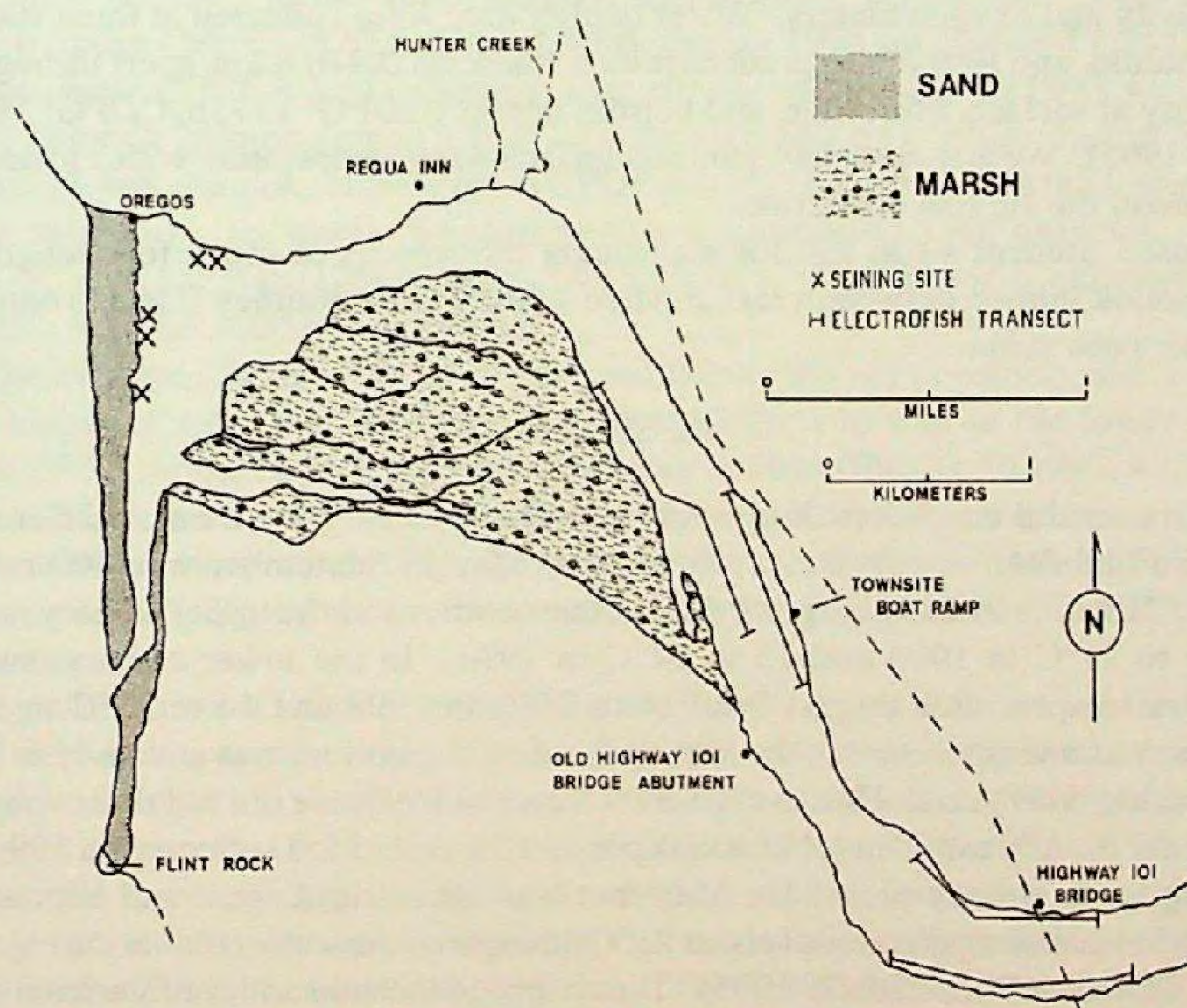 HUNTER CREEK
SAND
REQUA INN
MARSH
OREGOS
X SEINING SITE
ELECTROFISH TRANSECT
MILES
KILOMETERS
TOWNSITE
BOAT RAMP
N
OLD HIGHWAY 101
BRIDGE ABUTMENT
FLINT ROCK
HIGHWAY 101
BRIDGE